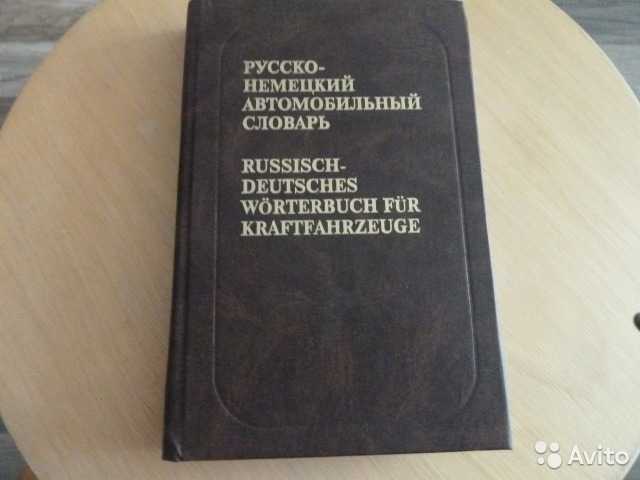 РУССКО-
НЕМЕЦКИЙ
АВТОМОБИЛЬНЫЙ
СЛОВАРЬ
RUSSISCH-
DEUTSCHES
WÖRTERBUCH FÜR
KRAFTFAHRZEUGE
Avito